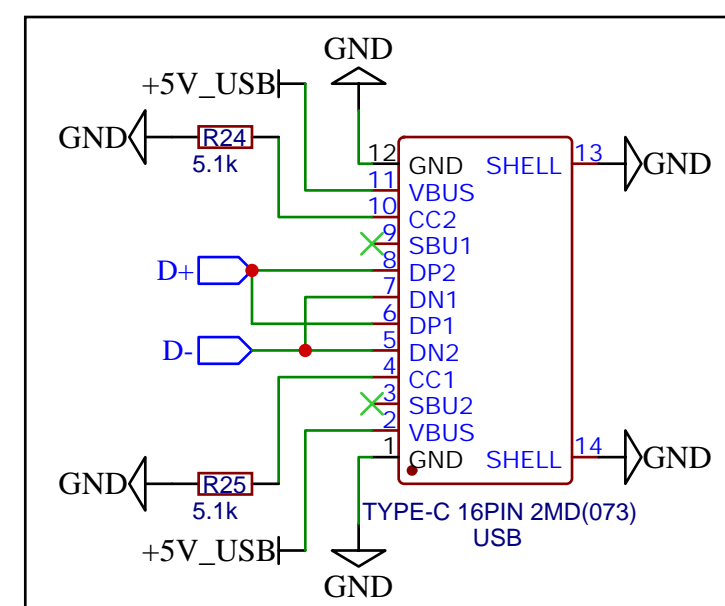 GND
+5V_USB
GND R24
5.1k
12 GND SHELL 13 GND
11 VBUS
10 CC2
9 SBU1
D+ 8 DP2
7 DN1
6 DP1
D- 5 DN2
4 CC1
3 SBU2
2 VBUS
1 GND SHELL 14 GND
GND R25
5.1k
TYPE-C 16PIN 2MD(073)
USB
+5V_USB
GND